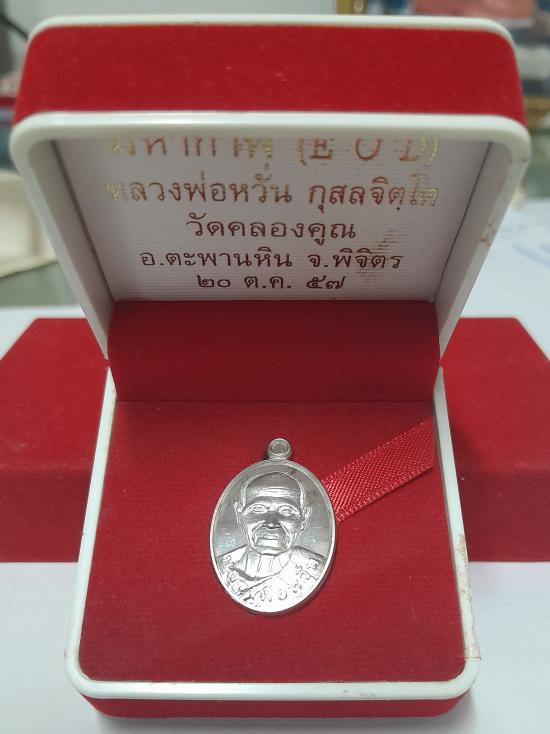 (E O D)
หลวงพ่อหวั่น กุสลจิตฺโต
วัดคลองคูณ
อ.ตะพานหิน จ.พิจิตร
๒๐ ต.ค. ๕๗